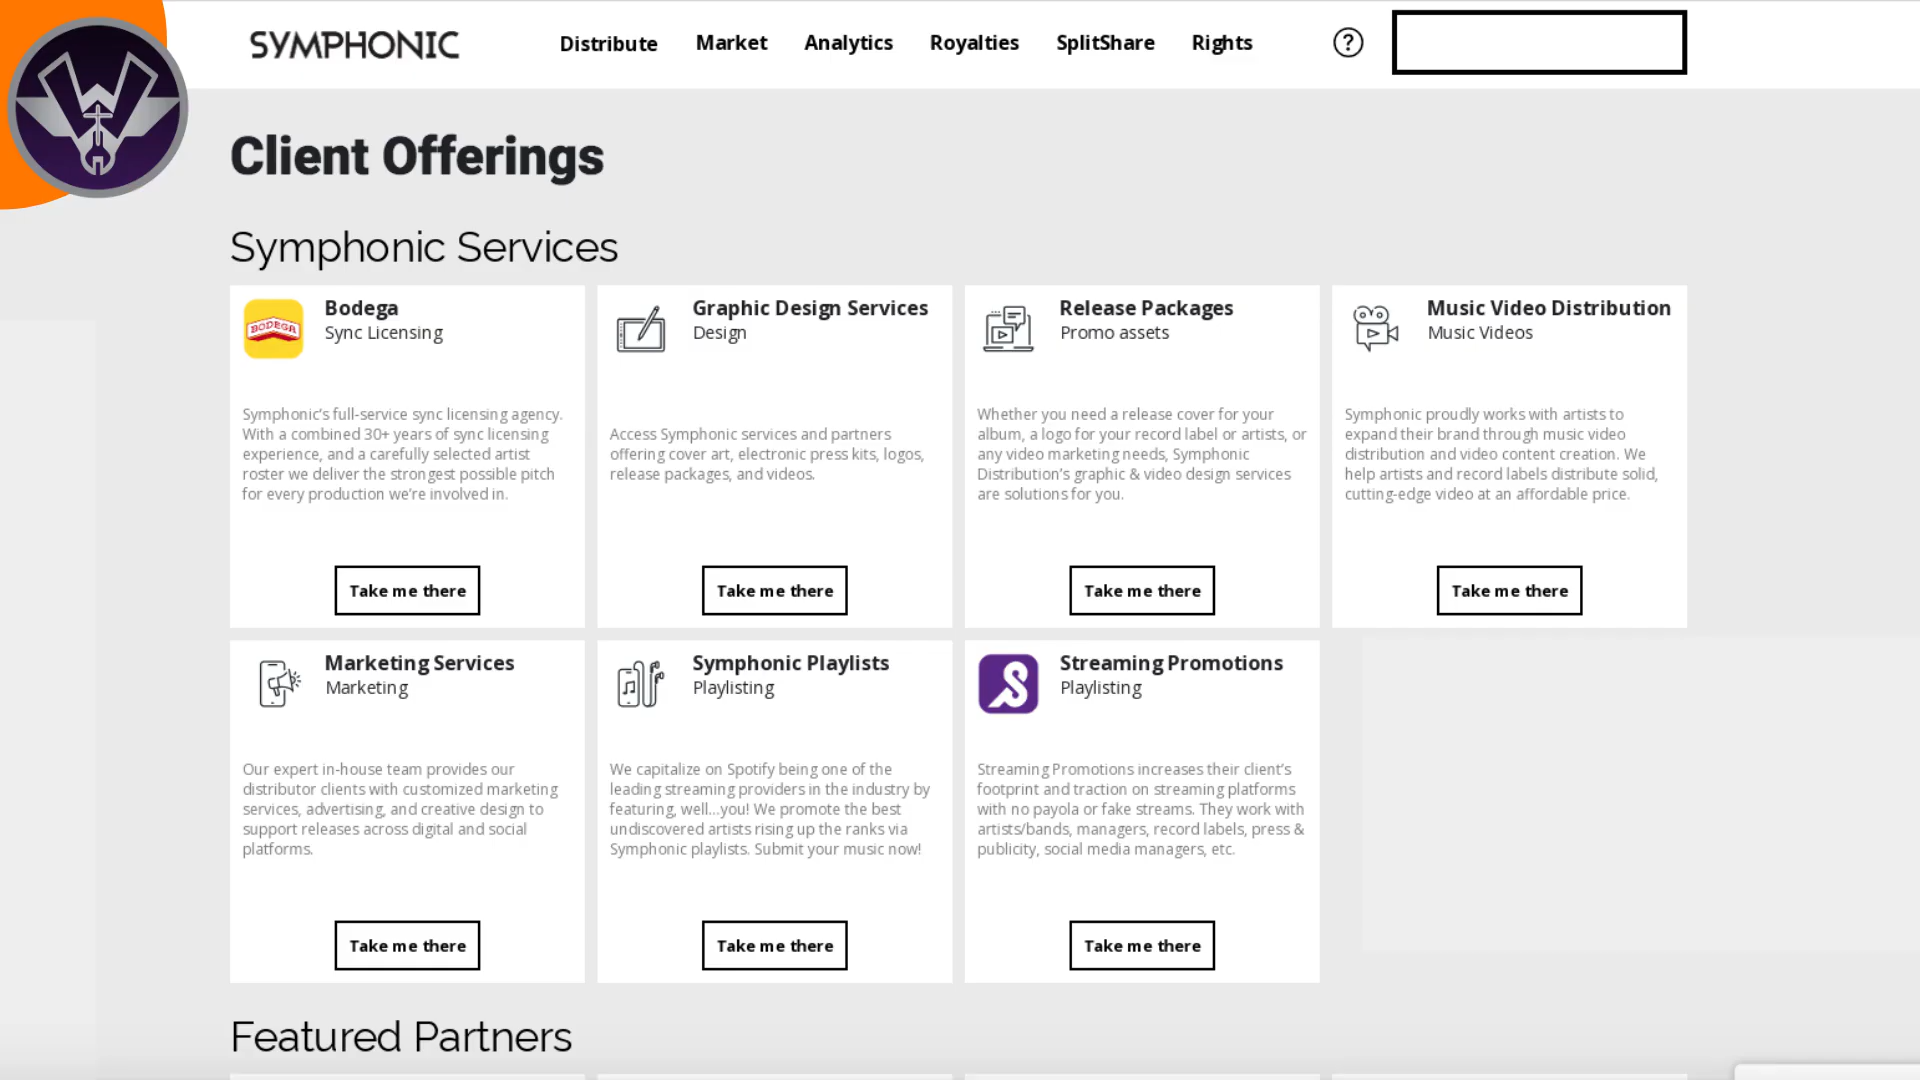 SYMPHONIC
Distribute Market Analytics Royalties SplitShare Rights ?
Client Offerings
Symphonic Services
BODEGA
Bodega
Sync Licensing
Symphonic's full-service sync licensing agency.
With a combined 30+ years of sync licensing
experience, and a carefully selected artist
roster we deliver the strongest possible pitch
for every production we're involved in.
Take me there
Graphic Design Services
Design
Access Symphonic services and partners
offering cover art, electronic press kits, logos,
release packages, and videos.
Take me there
Release Packages
Promo assets
Whether you need a release cover for your
album, a logo for your record label or artists, or
any video marketing needs, Symphonic
Distribution's graphic & video design services
are solutions for you.
Take me there
Music Video Distribution
Music Videos
Symphonic proudly works with artists to
expand their brand through music video
distribution and video content creation. We
help artists and record labels distribute solid,
cutting-edge video at an affordable price.
Take me there
Marketing Services
Marketing
Our expert in-house team provides our
distributor clients with customized marketing
services, advertising, and creative design to
support releases across digital and social
platforms.
Take me there
Symphonic Playlists
Playlisting
We capitalize on Spotify being one of the
leading streaming providers in the industry by
featuring, well...you! We promote the best
undiscovered artists rising up the ranks via
Symphonic playlists. Submit your music now!
Take me there
Streaming Promotions
Playlisting
Streaming Promotions increases their client's
footprint and traction on streaming platforms
with no payola or fake streams. They work with
artists/bands, managers, record labels, press &
publicity, social media managers, etc.
Take me there
Featured Partners